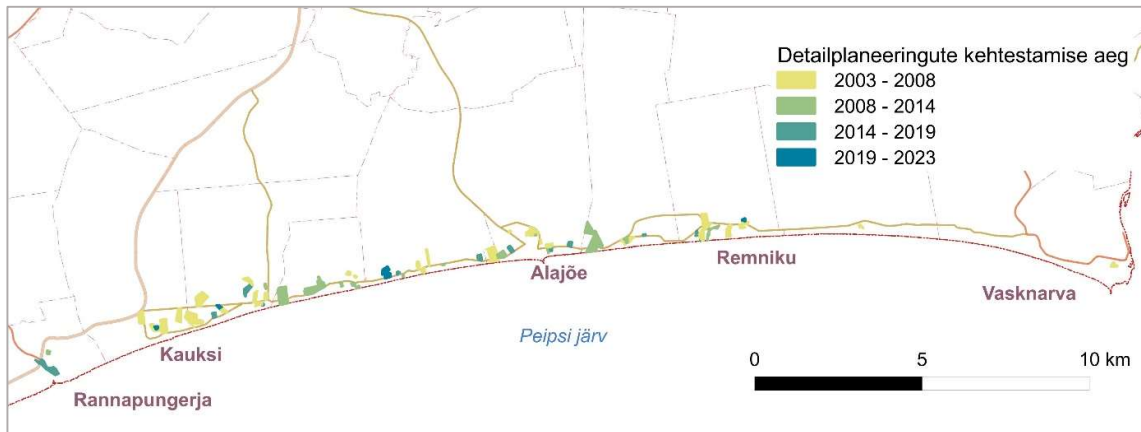 Detailplaneeringute kehtestamise aeg
2003 - 2008
2008 - 2014
2014 - 2019
2019 - 2023
Alajõe
Remniku
Vasknarva
Peipsi järv
Kauksi
Rannapungerja
0 5 10 km